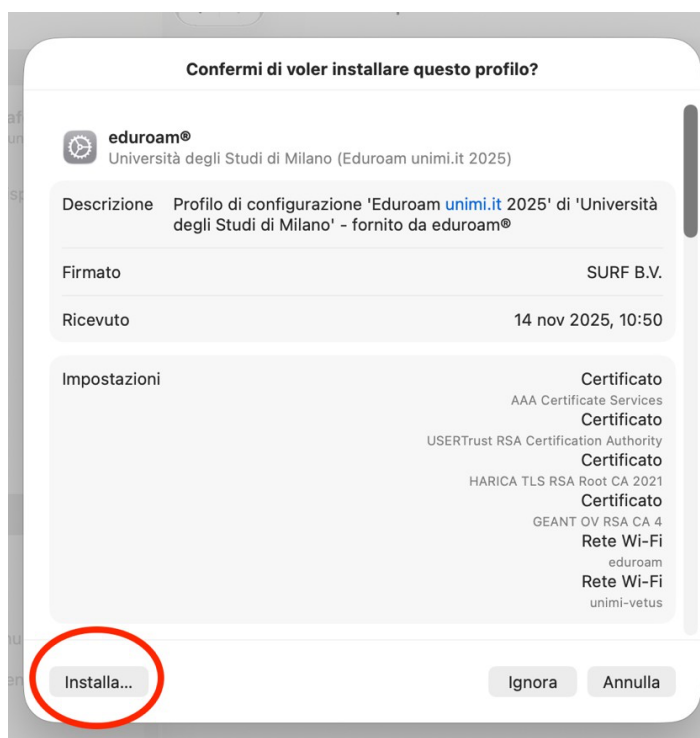 Confermi di voler installare questo profilo?
eduroam®
Università degli Studi di Milano (Eduroam unimi.it 2025)
Descrizione Profilo di configurazione 'Eduroam unimi.it 2025' di 'Università
degli Studi di Milano' - fornito da eduroam®
Firmato SURF B.V.
Ricevuto 14 nov 2025, 10:50
Impostazioni Certificato
AAA Certificate Services
Certificato
USERTrust RSA Certification Authority
Certificato
HARICA TLS RSA Root CA 2021
Certificato
GEANT OV RSA CA 4
Rete Wi-Fi
eduroam
Rete Wi-Fi
unimi-vetus
Installa... Ignora Annulla